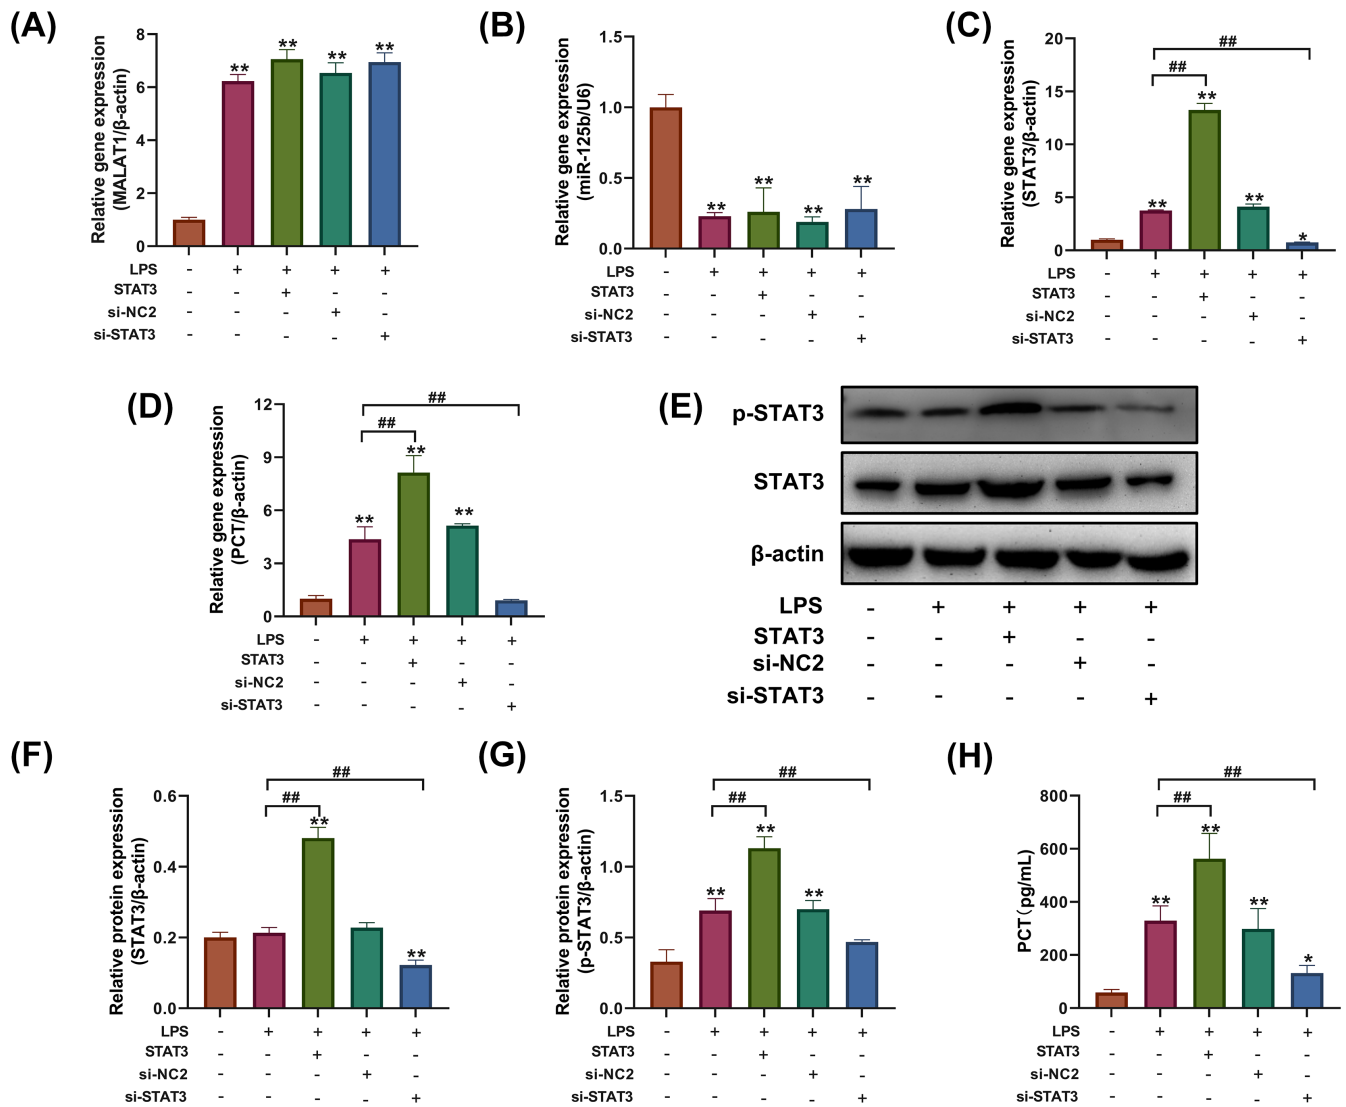 (A)
Relative gene expression
(MALAT1/β-actin)
8
6
4
2
0
**
**
**
**
LPS - + + + +
STAT3 - - + - -
si-NC2 - - - + -
si-STAT3 - - - - +
(B)
Relative gene expression
(miR-125b/U6)
1.5
1.0
0.5
0.0
**
**
**
**
LPS - + + + +
STAT3 - - + - -
si-NC2 - - - + -
si-STAT3 - - - - +
(C)
Relative gene expression
(STAT3/β-actin)
20
15
10
5
0
##
##
**
**
**
*
LPS - + + + +
STAT3 - - + - -
si-NC2 - - - + -
si-STAT3 - - - - +
(D)
Relative gene expression
(PCT/β-actin)
12
9
6
3
0
##
##
**
**
**
LPS - + + + +
STAT3 - - + - -
si-NC2 - - - + -
si-STAT3 - - - - +
(E)
p-STAT3
STAT3
β-actin
LPS - + + + +
STAT3 - - + - -
si-NC2 - - - + -
si-STAT3 - - - - +
(F)
Relative protein expression
(STAT3/β-actin)
0.6
0.4
0.2
0.0
##
##
**
**
LPS - + + + +
STAT3 - - + - -
si-NC2 - - - + -
si-STAT3 - - - - +
(G)
Relative protein expression
(p-STAT3/β-actin)
1.5
1.0
0.5
0.0
##
##
**
**
**
LPS - + + + +
STAT3 - - + - -
si-NC2 - - - + -
si-STAT3 - - - - +
(H)
PCT(pg/mL)
800
600
400
200
0
##
##
**
**
**
*
LPS - + + + +
STAT3 - - + - -
si-NC2 - - - + -
si-STAT3 - - - - +